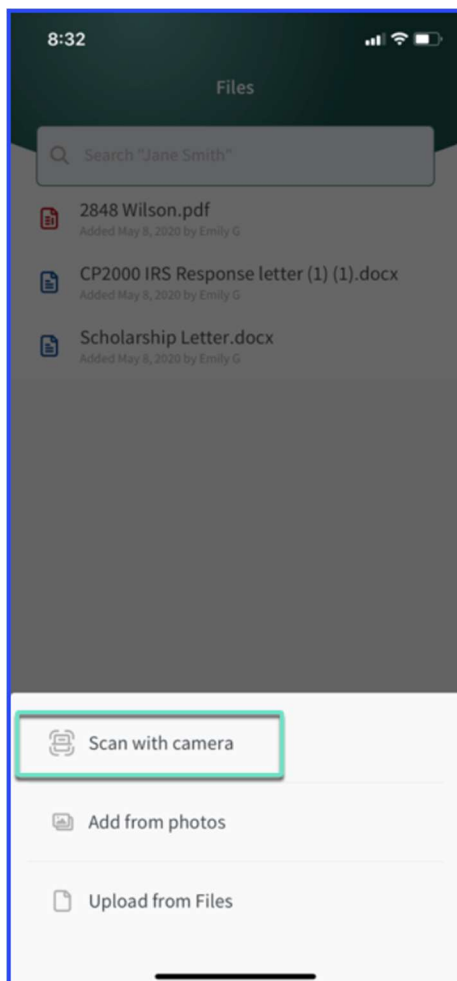 8:32
Files
Search "Jane Smith"
2848 Wilson.pdf
Added May 8, 2020 by Emily G
CP2000 IRS Response letter (1) (1).docx
Added May 8, 2020 by Emily G
Scholarship Letter.docx
Added May 8, 2020 by Emily G
Scan with camera
Add from photos
Upload from Files